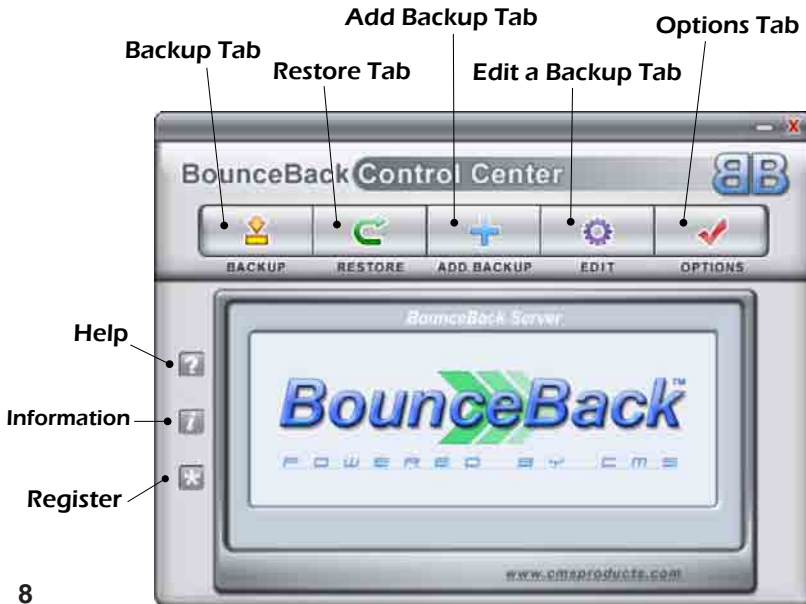 Add Backup Tab
Options Tab
Backup Tab
Restore Tab
Edit a Backup Tab
BounceBack Control Center
BB
BACKUP
RESTORE
ADD BACKUP
EDIT
OPTIONS
BounceBack Server
Help
?
BounceBack™
Information
i
POWERED BY CMS
Register
*
www.cmsproducts.com
8